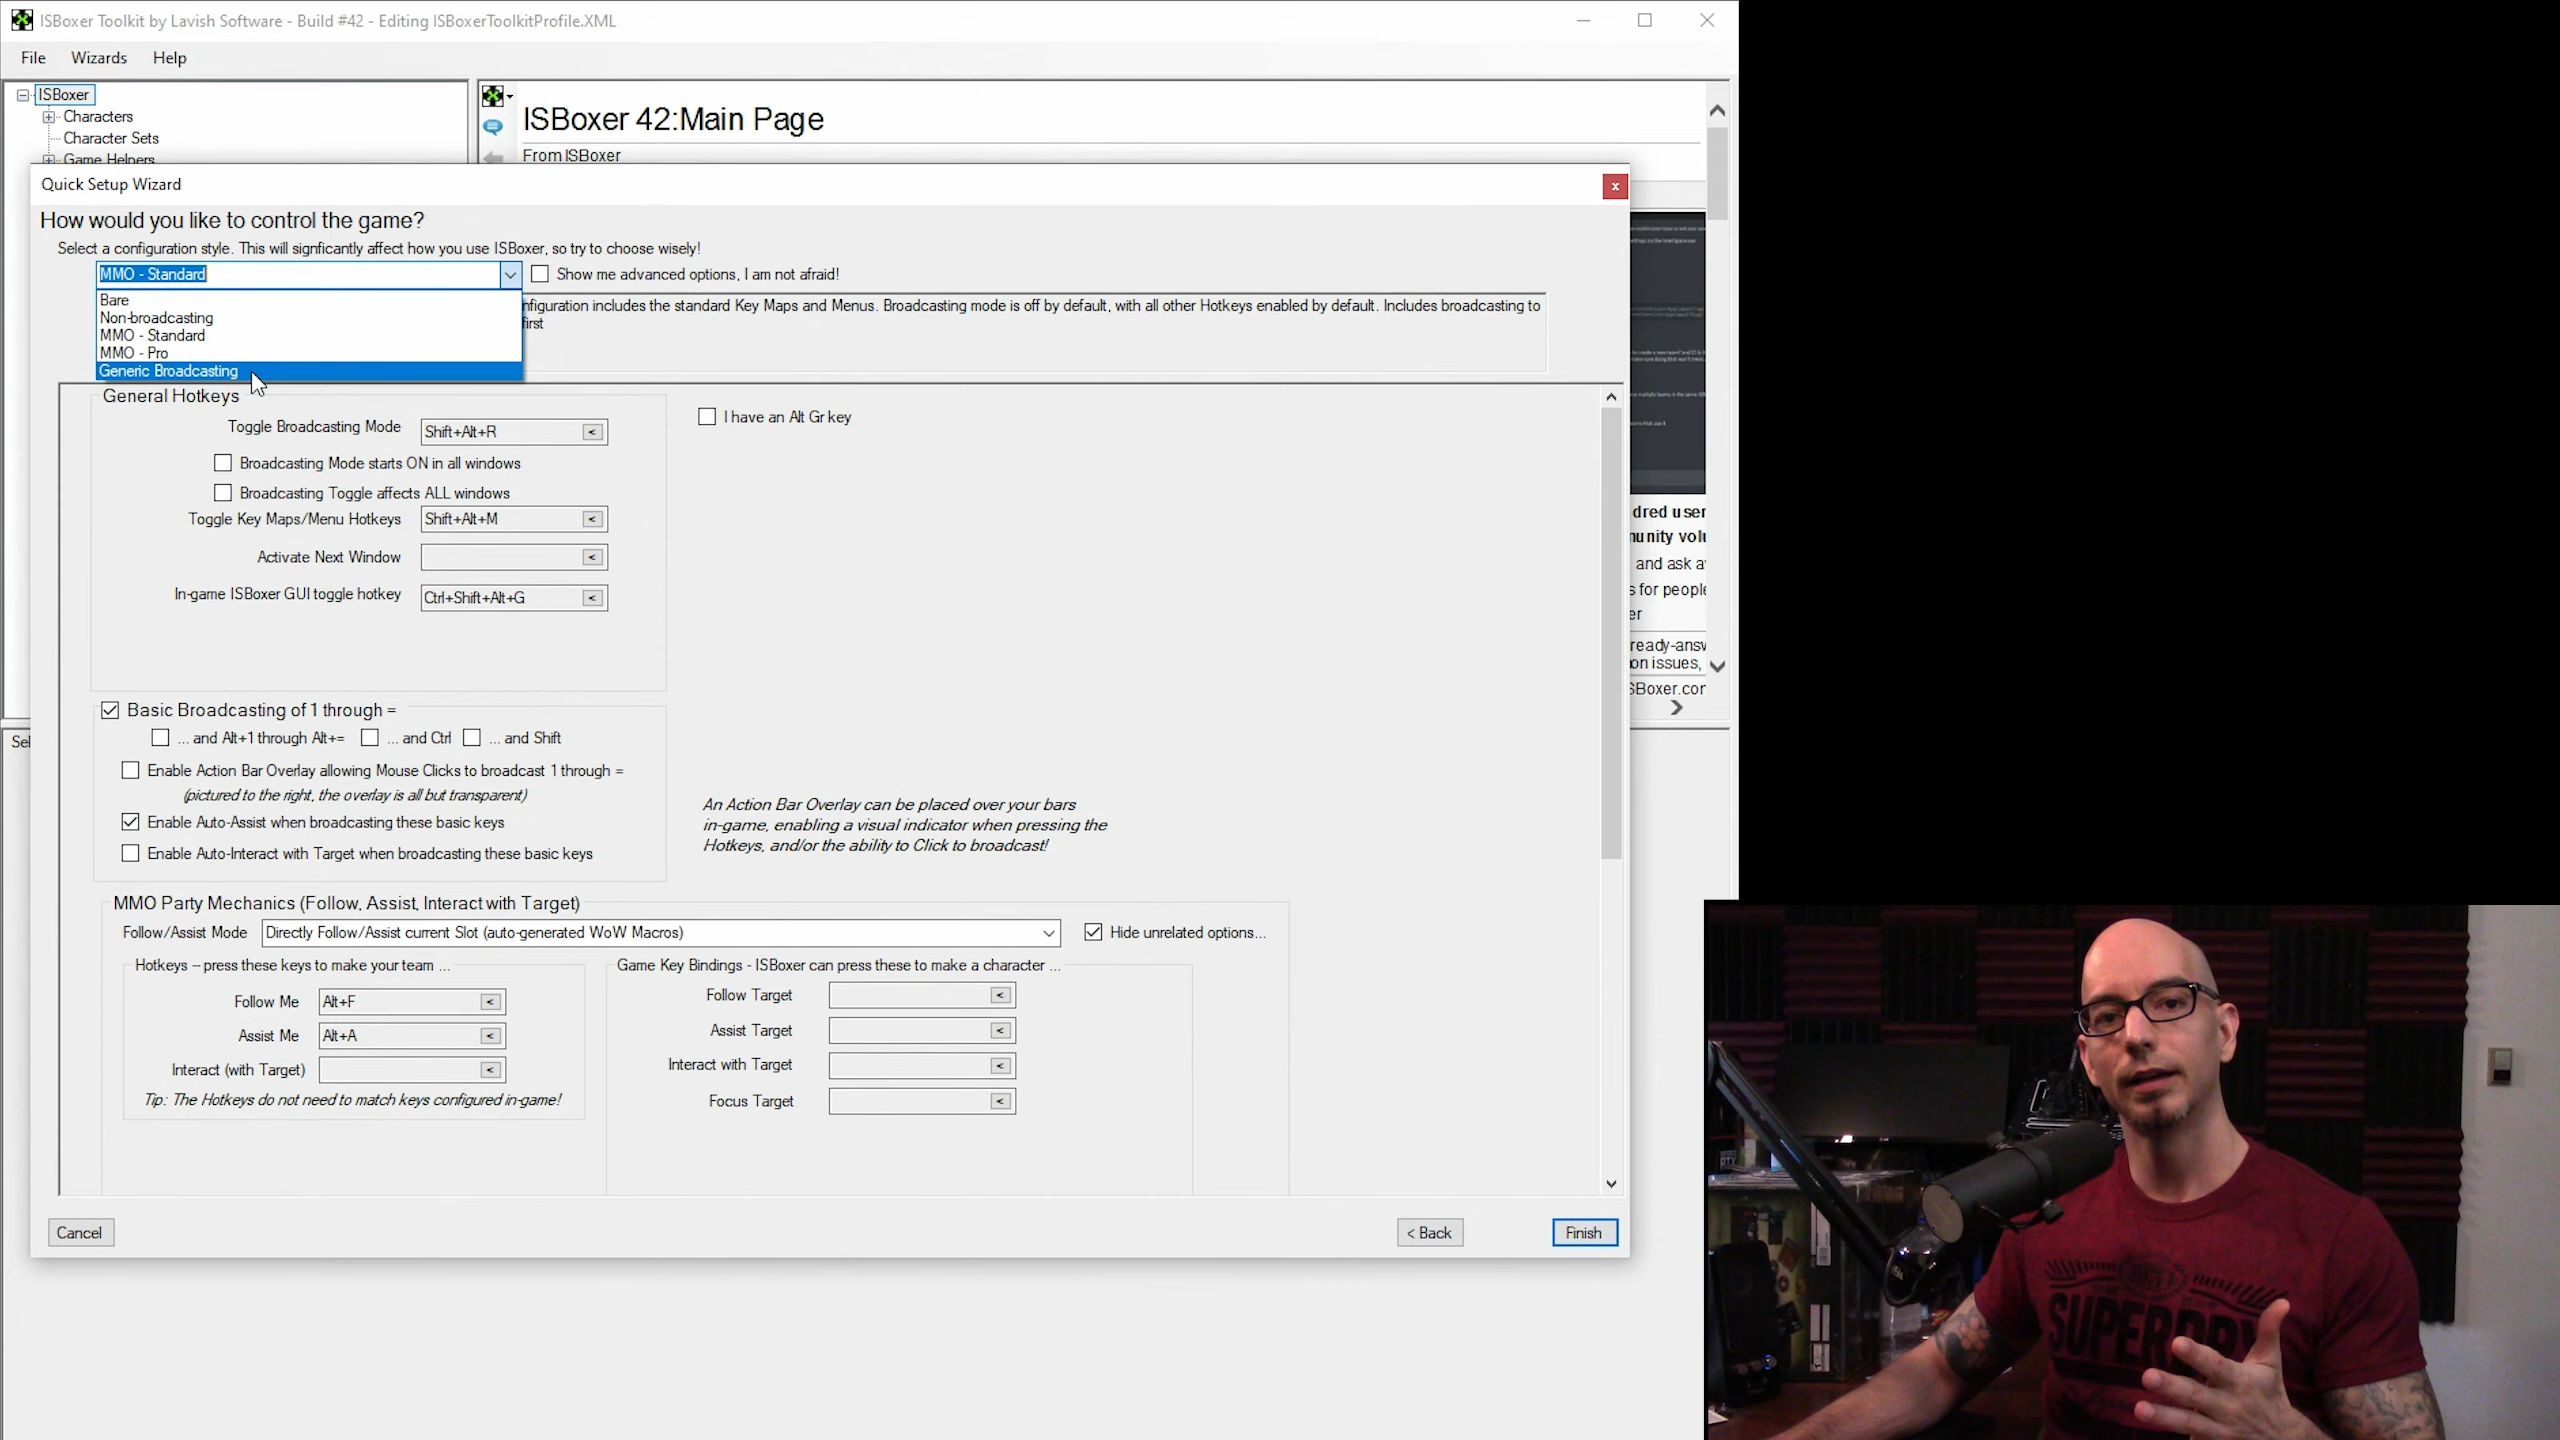 ISBoxer Toolkit by Lavish Software - Build #42 - Editing ISBoxerToolkitProfile.XML
File Wizards Help
ISBoxer
Characters
Character Sets
Game Helpers
ISBoxer 42:Main Page
From ISBoxer
Quick Setup Wizard
x
How would you like to control the game?
Select a configuration style. This will signficantly affect how you use ISBoxer, so try to choose wisely!
MMO - Standard
Show me advanced options, I am not afraid!
Bare
Non-broadcasting
MMO - Standard
MMO - Pro
Generic Broadcasting
nfiguration includes the standard Key Maps and Menus. Broadcasting mode is off by default, with all other Hotkeys enabled by default. Includes broadcasting to
first
General Hotkeys
Toggle Broadcasting Mode Shift+Alt+R <
I have an Alt Gr key
Broadcasting Mode starts ON in all windows
Broadcasting Toggle affects ALL windows
Toggle Key Maps/Menu Hotkeys Shift+Alt+M <
Activate Next Window <
In-game ISBoxer GUI toggle hotkey Ctrl+Shift+Alt+G <
dred user
nunity volu
and ask a
s for people
er
ready-answ
on issues,
SBoxer.cor
Sel
Basic Broadcasting of 1 through =
... and Alt+1 through Alt+= ... and Ctrl ... and Shift
Enable Action Bar Overlay allowing Mouse Clicks to broadcast 1 through =
(pictured to the right, the overlay is all but transparent)
Enable Auto-Assist when broadcasting these basic keys
Enable Auto-Interact with Target when broadcasting these basic keys
An Action Bar Overlay can be placed over your bars
in-game, enabling a visual indicator when pressing the
Hotkeys, and/or the ability to Click to broadcast!
MMO Party Mechanics (Follow, Assist, Interact with Target)
Follow/Assist Mode Directly Follow/Assist current Slot (auto-generated WoW Macros)
Hide unrelated options...
Hotkeys -- press these keys to make your team ...
Follow Me Alt+F <
Assist Me Alt+A <
Interact (with Target) <
Tip: The Hotkeys do not need to match keys configured in-game!
Game Key Bindings - ISBoxer can press these to make a character ...
Follow Target <
Assist Target <
Interact with Target <
Focus Target <
Cancel
< Back
Finish
RTX
SUPERDRY